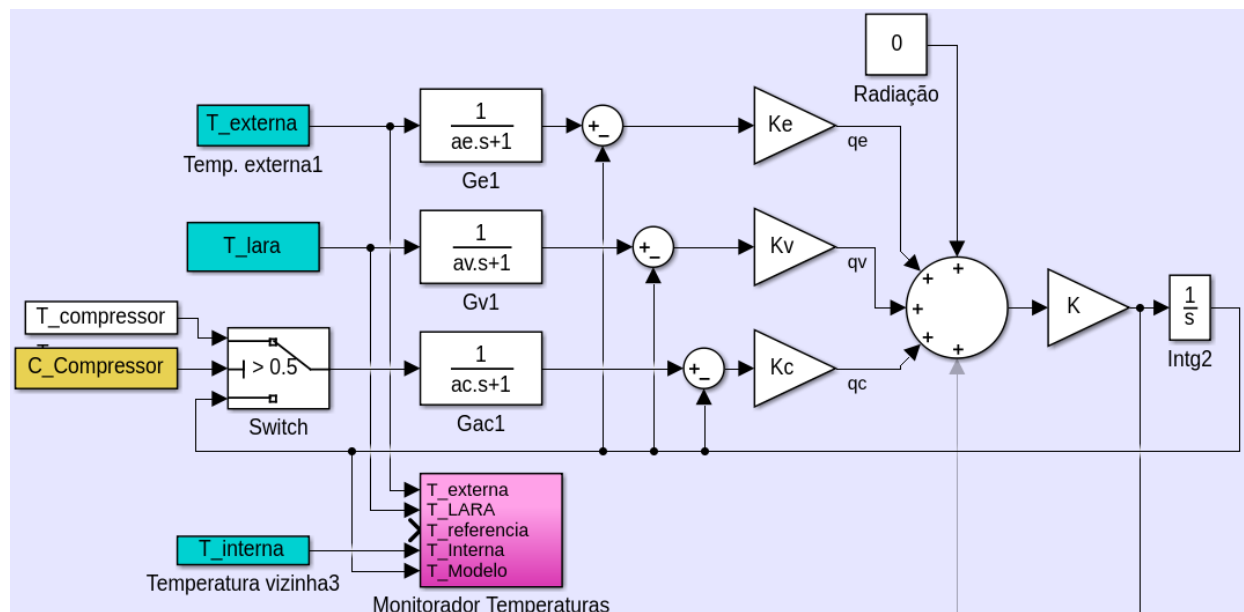 0
Radiação
T_externa
Temp. externa1
1
ae.s+1
Ge1
+
_
Ke
qe
T_lara
1
av.s+1
Gv1
+
_
Kv
qv
+
+
+
+
+
K
1
s
Intg2
T_compressor
C_Compressor
> 0.5
Switch
1
ac.s+1
Gac1
+
_
Kc
qc
T_externa
T_LARA
T_referencia
T_Interna
T_Modelo
Monitorador Temperaturas
T_interna
Temperatura vizinha3